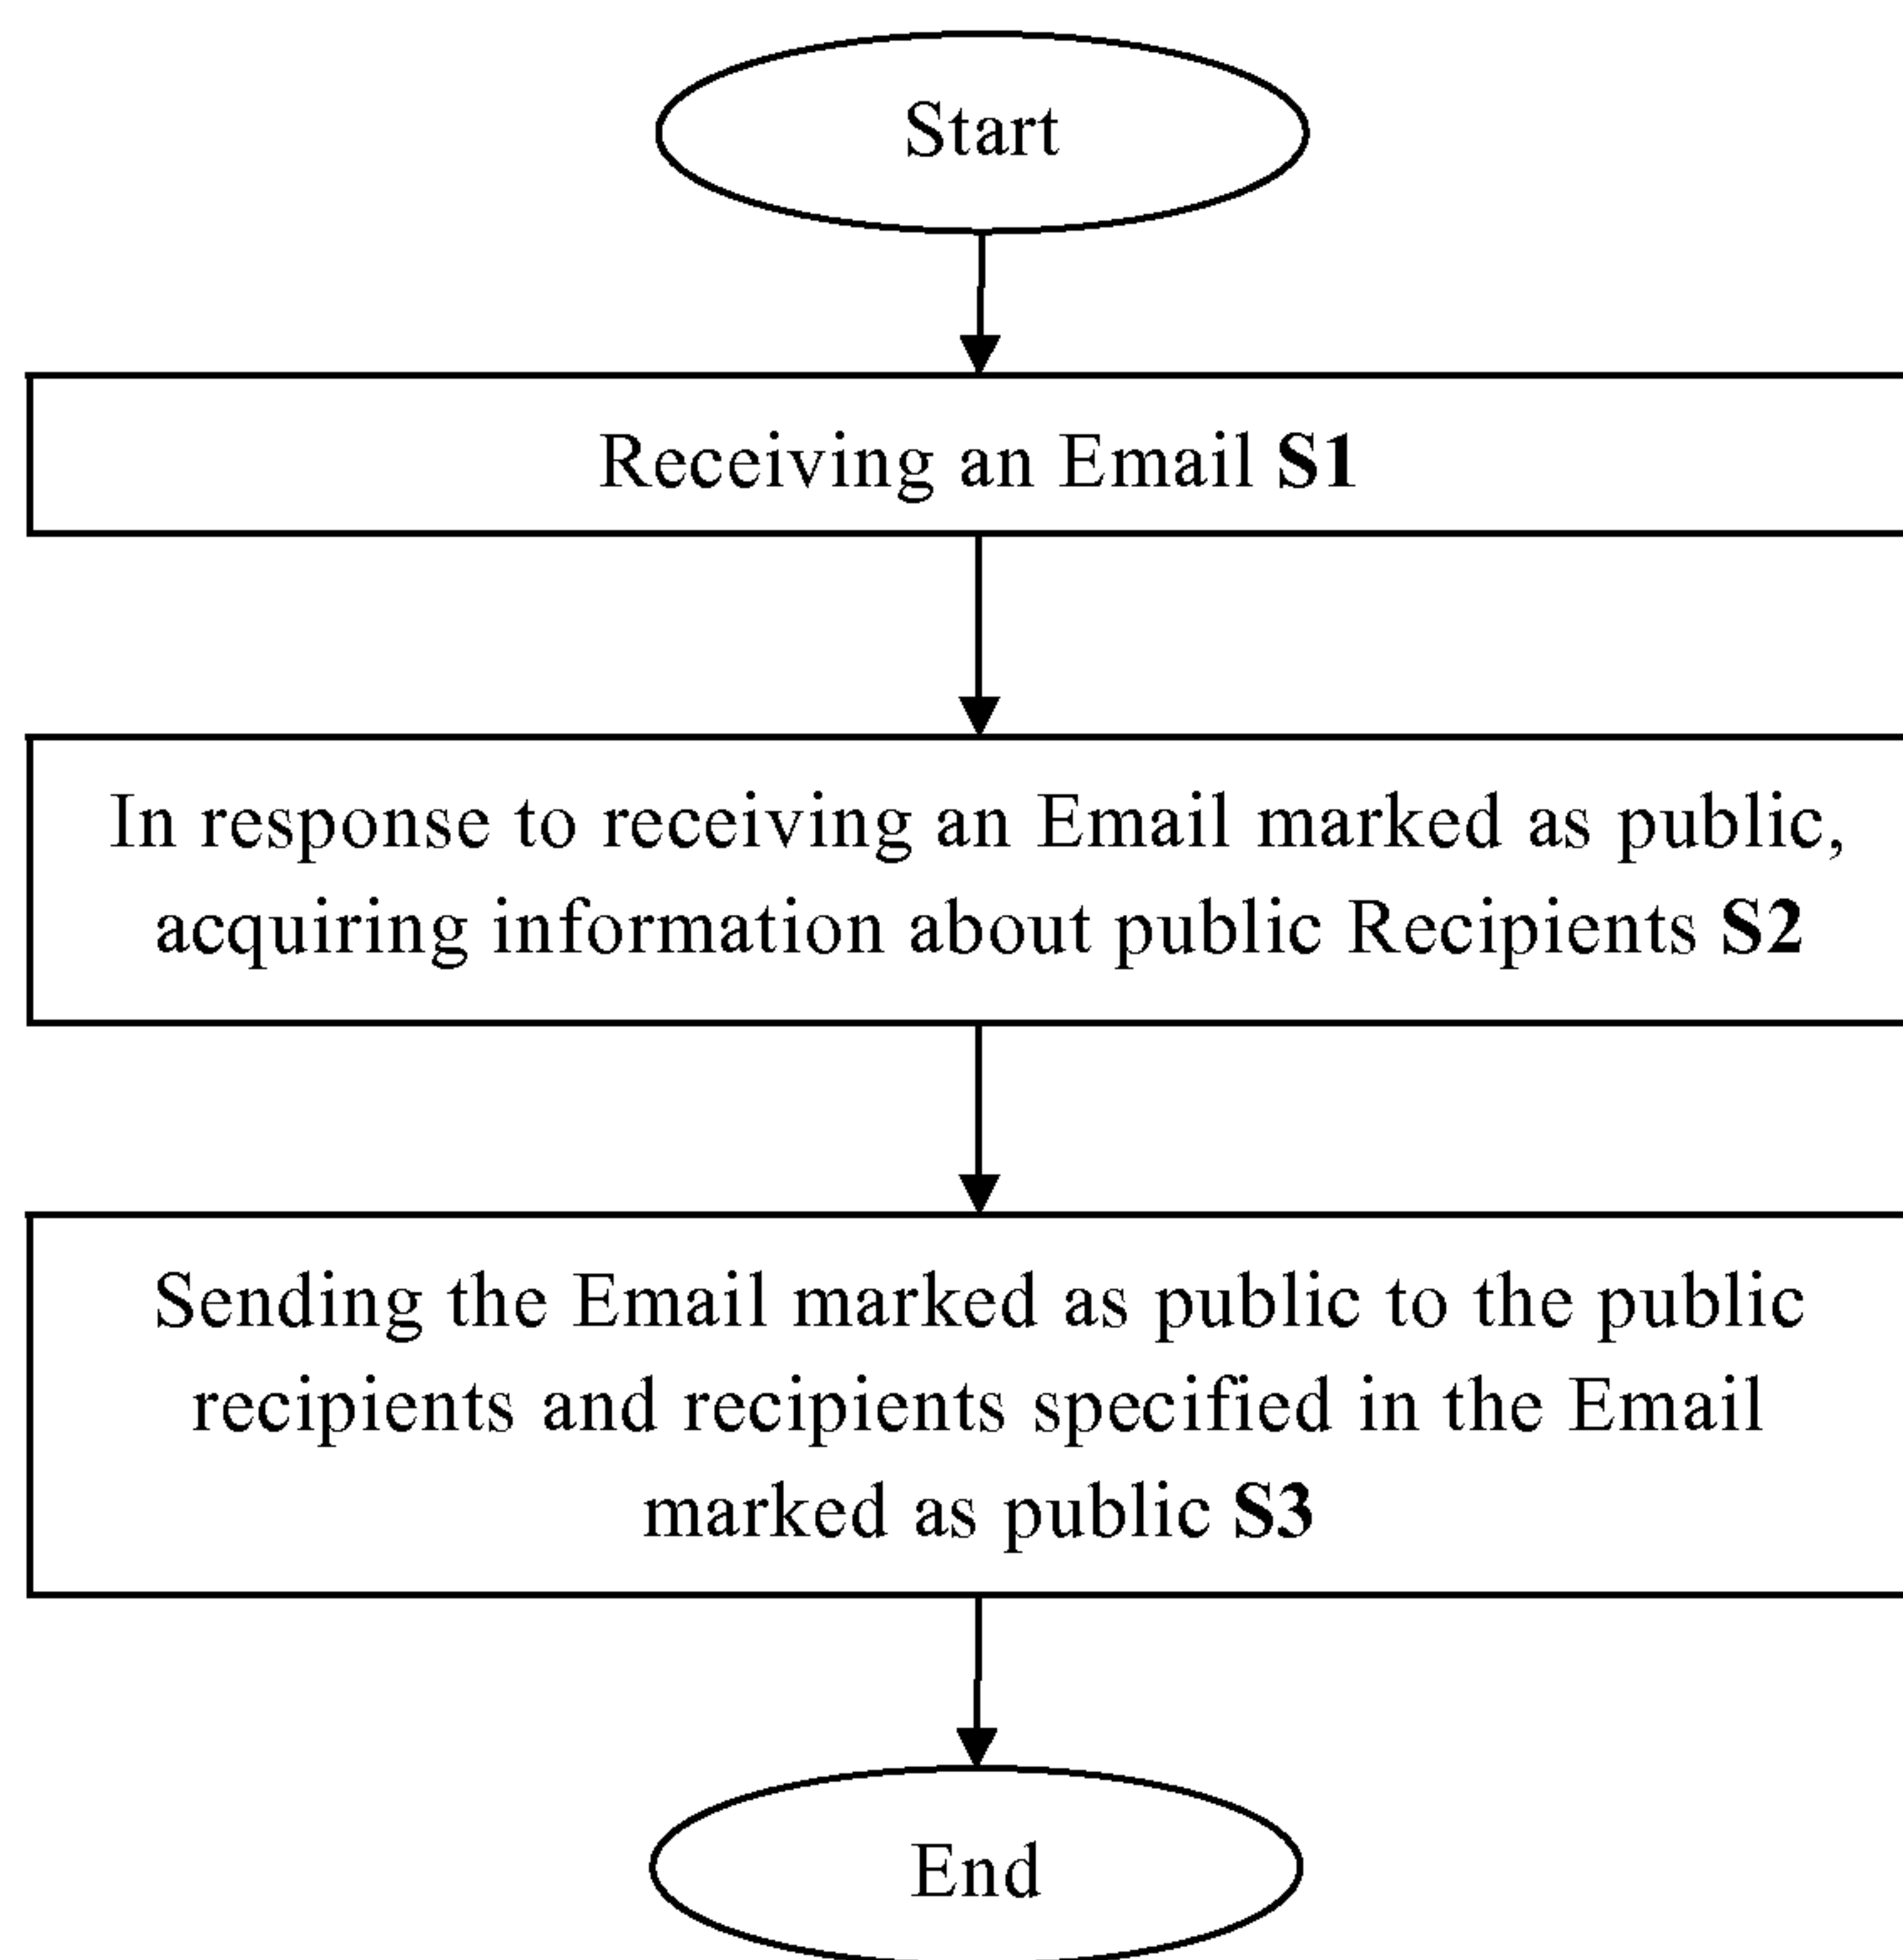 Start
Receiving an Email S1
In response to receiving an Email marked as public,
acquiring information about public Recipients S2
Sending the Email marked as public to the public
recipients and recipients specified in the Email
marked as public S3
End